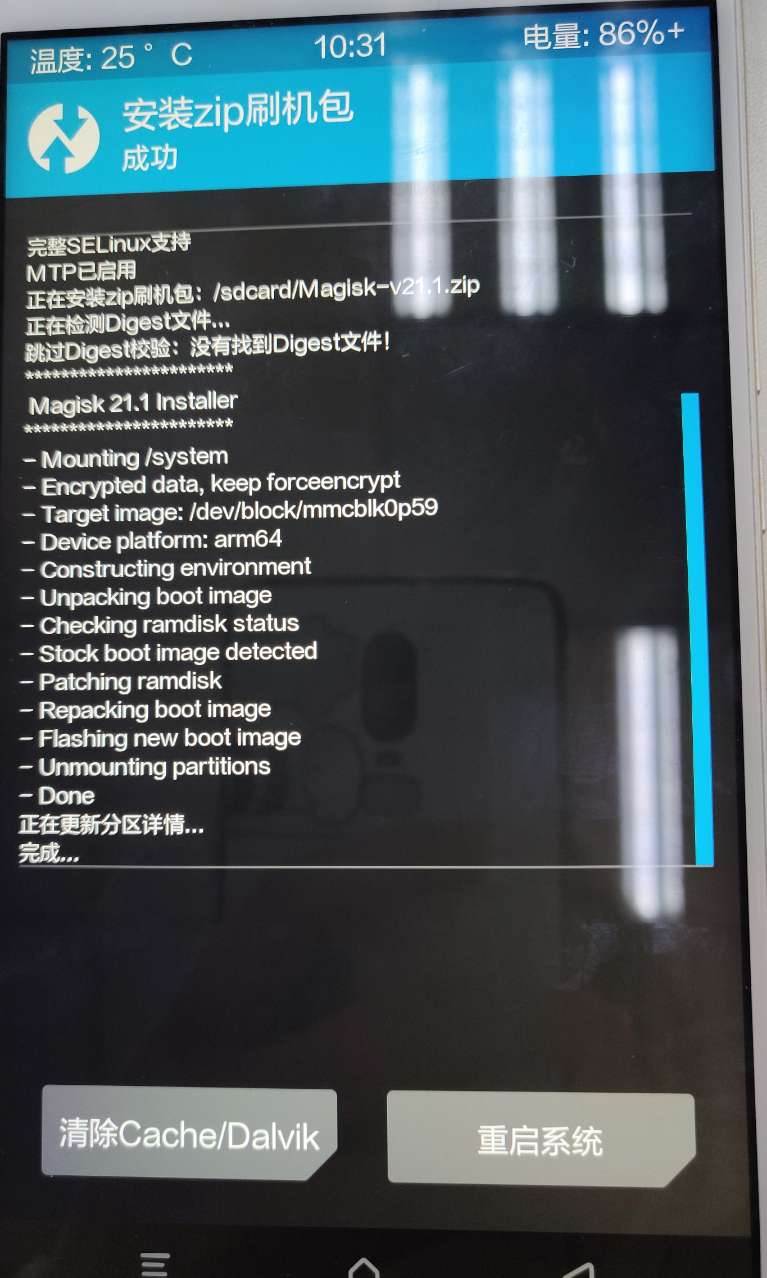 温度: 25 ° C 10:31 电量: 86%+
安装zip刷机包
成功
完整SELinux支持
MTP已启用
正在安装zip刷机包：/sdcard/Magisk-v21.1.zip
正在检测Digest文件...
跳过Digest校验：没有找到Digest文件！
***********************
Magisk 21.1 Installer
***********************
- Mounting /system
- Encrypted data, keep forceencrypt
- Target image: /dev/block/mmcblk0p59
- Device platform: arm64
- Constructing environment
- Unpacking boot image
- Checking ramdisk status
- Stock boot image detected
- Patching ramdisk
- Repacking boot image
- Flashing new boot image
- Unmounting partitions
- Done
正在更新分区详情...
完成...
清除Cache/Dalvik 重启系统